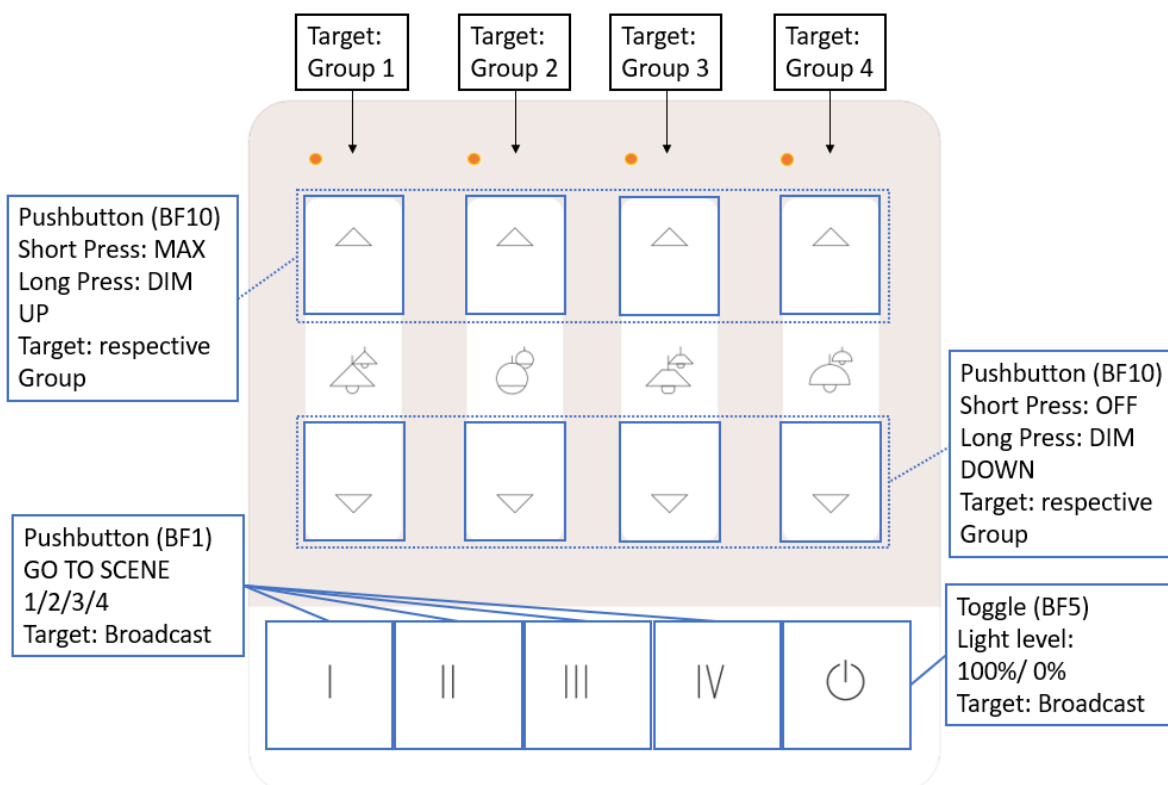 Target:
Group 1
Target:
Group 2
Target:
Group 3
Target:
Group 4
Pushbutton (BF10)
Short Press: MAX
Long Press: DIM
UP
Target: respective
Group
Pushbutton (BF10)
Short Press: OFF
Long Press: DIM
DOWN
Target: respective
Group
Pushbutton (BF1)
GO TO SCENE
1/2/3/4
Target: Broadcast
Toggle (BF5)
Light level:
100%/ 0%
Target: Broadcast
I II III IV